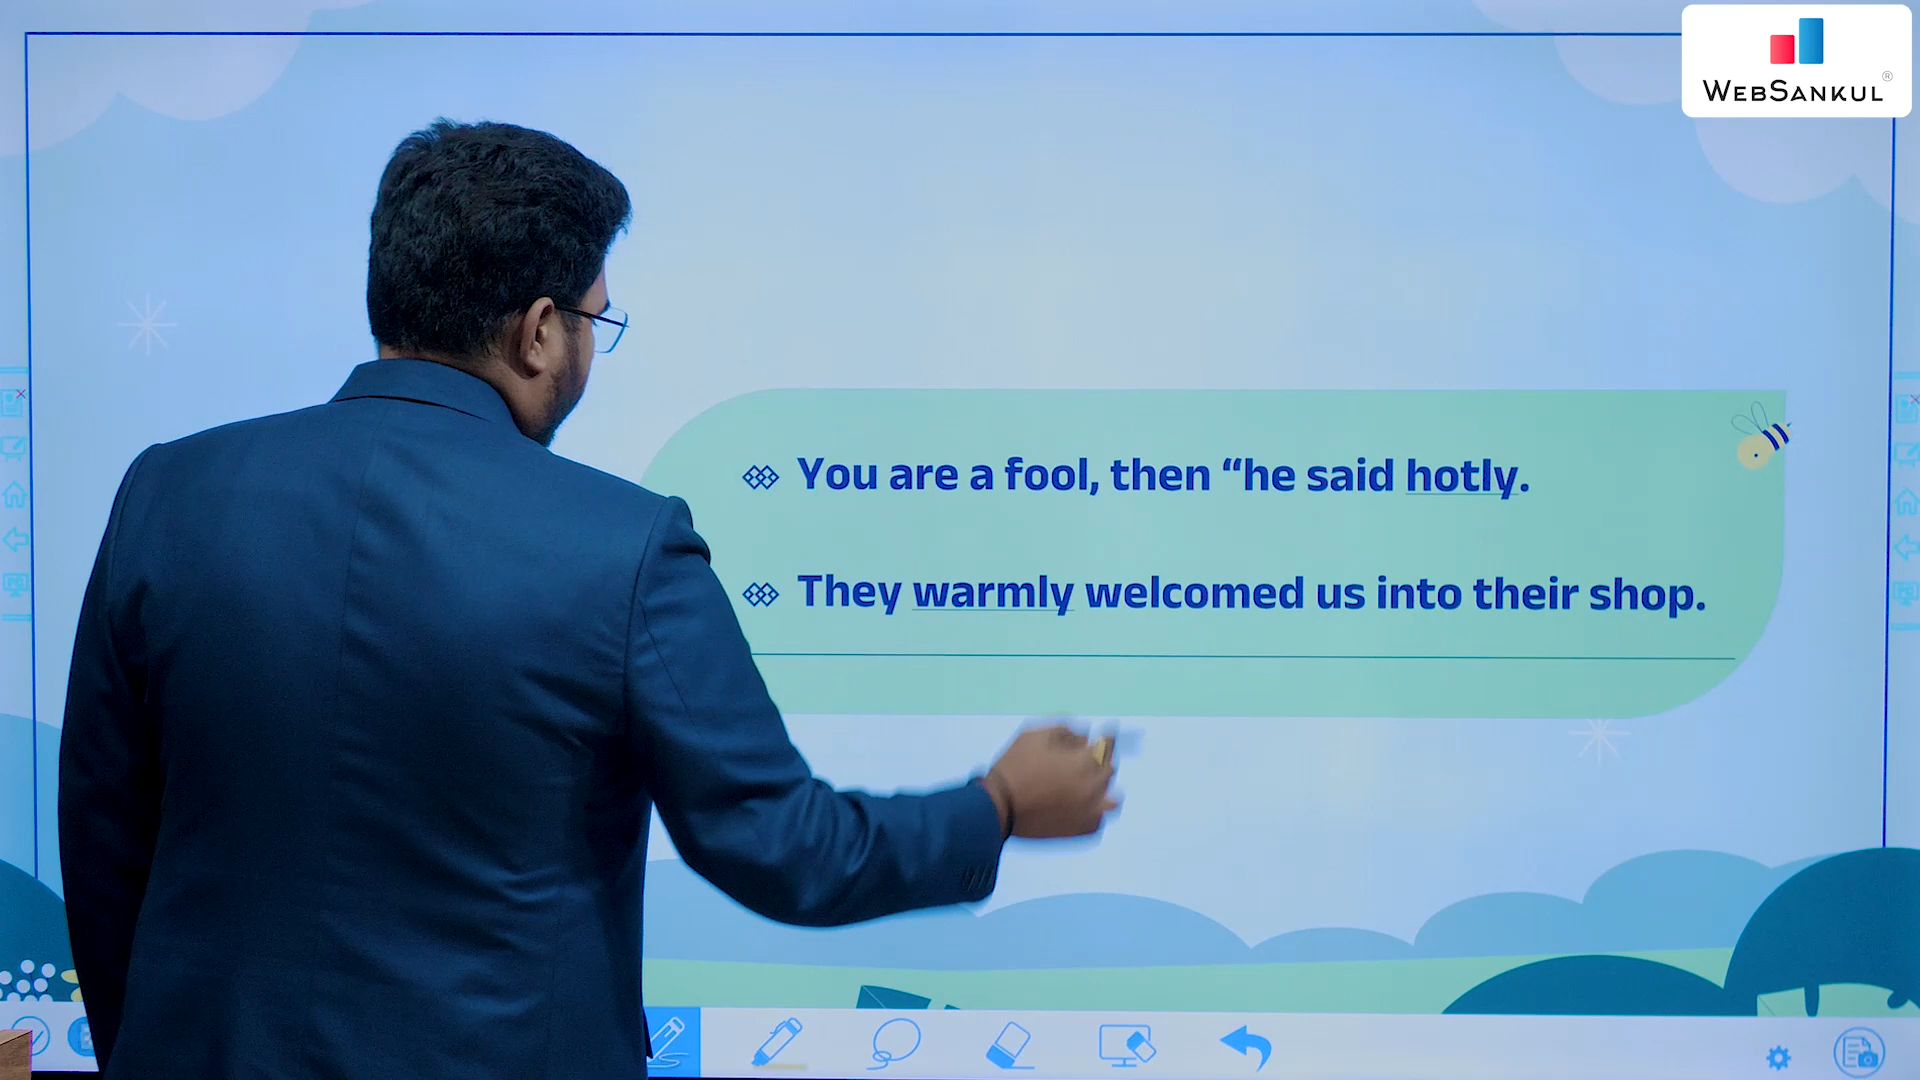 WEBSANKUL®
You are a fool, then “he said hotly.
They warmly welcomed us into their shop.